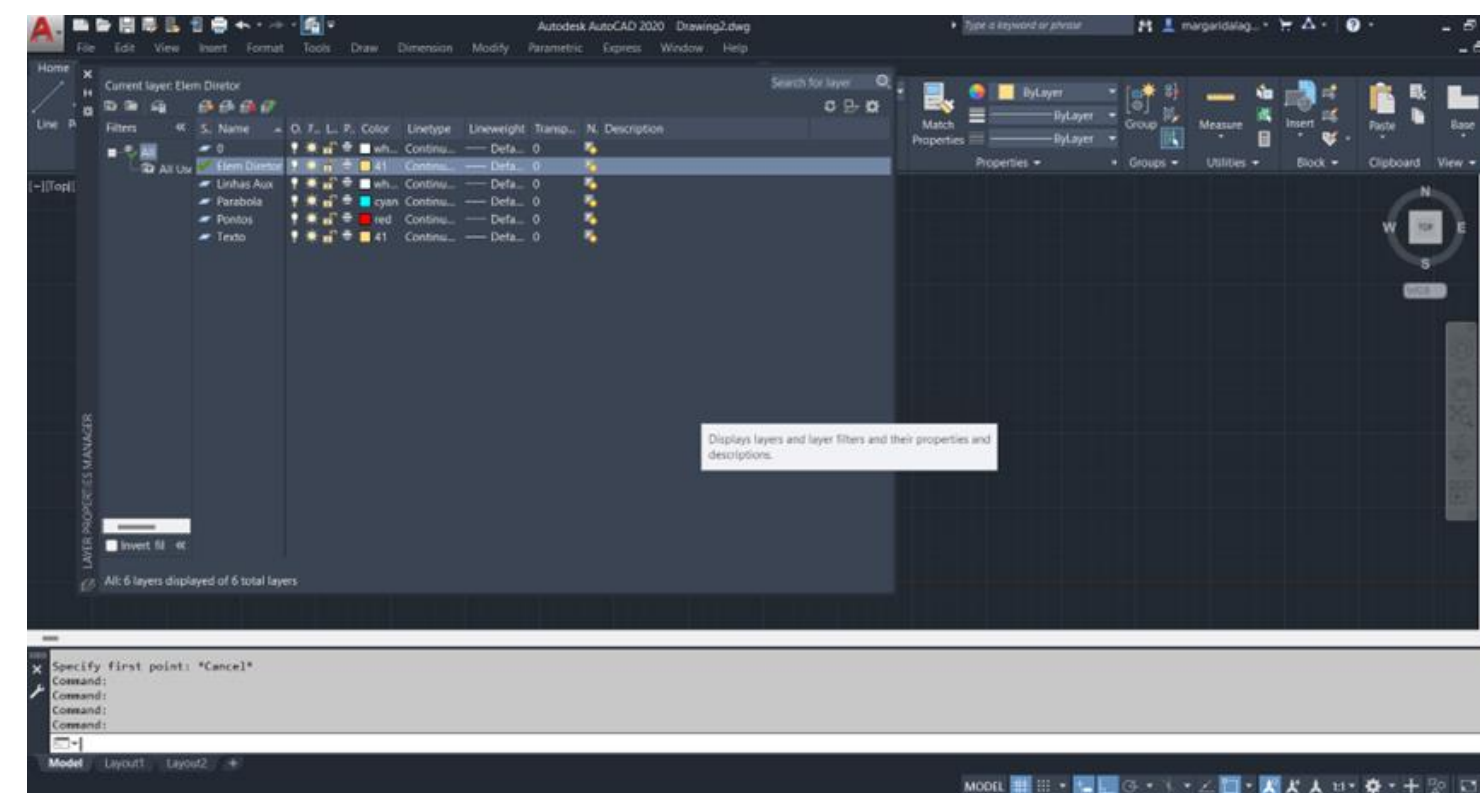 Autodesk AutoCAD 2020 Drawing2.dwg
Type a keyword or phrase
margaridalag...
File Edit View Insert Format Tools Draw Dimension Modify Parametric Express Window Help
Home
Line
Current layer: Elem Diretor
Search for layer
Filters
S.. Name O. F.. L.. P.. Color Linetype Lineweight Transp... N. Description
All
0 wh... Continu... Defa... 0
Elem Diretor 41 Continu... Defa... 0
Linhas Aux wh... Continu... Defa... 0
Parabola cyan Continu... Defa... 0
Pontos red Continu... Defa... 0
Texto 41 Continu... Defa... 0
Invert fil
All: 6 layers displayed of 6 total layers
LAYER PROPERTIES MANAGER
Displays layers and layer filters and their properties and
descriptions.
ByLayer
ByLayer
ByLayer
Match
Properties
Group
Measure
Insert
Paste
Base
Properties Groups Utilities Block Clipboard View
[-][Top][
N
W TOP E
S
WCS
Specify first point: *Cancel*
Command:
Command:
Command:
Command:
Model Layout1 Layout2 +
MODEL 1:1